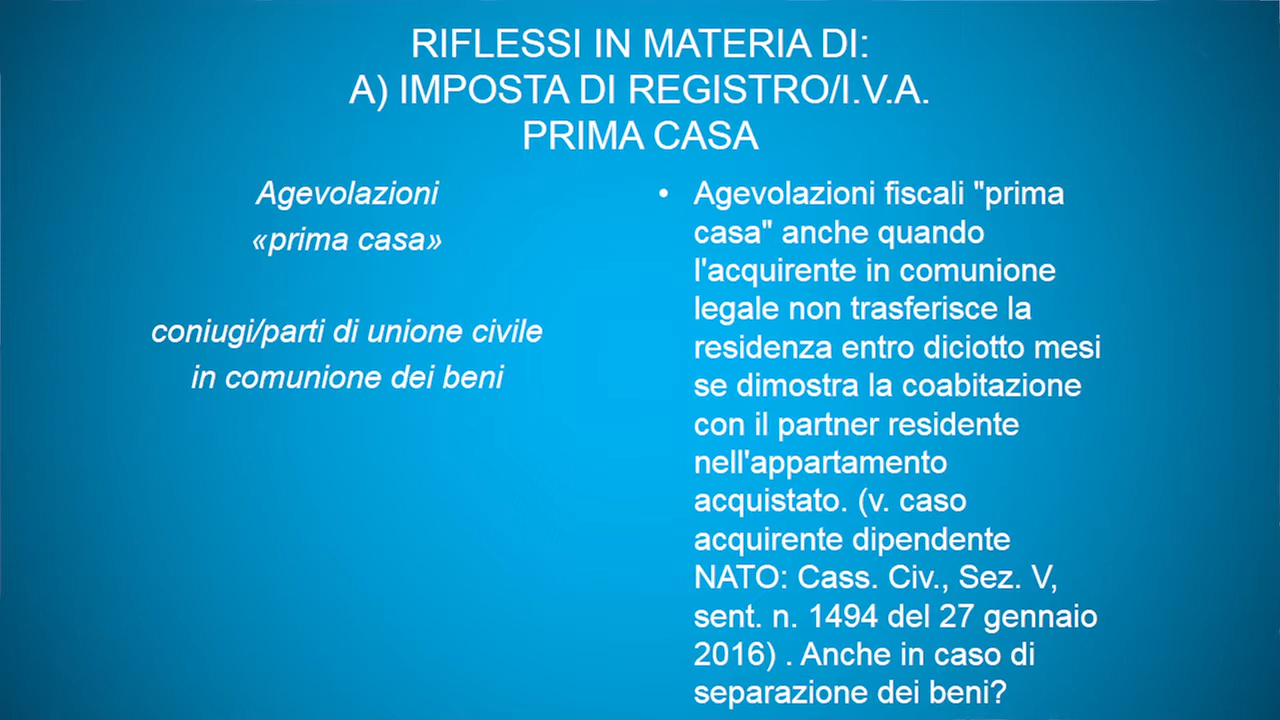 RIFLESSI IN MATERIA DI:
A) IMPOSTA DI REGISTRO/I.V.A.
PRIMA CASA
Agevolazioni
«prima casa»
coniugi/parti di unione civile
in comunione dei beni
• Agevolazioni fiscali "prima
casa" anche quando
l'acquirente in comunione
legale non trasferisce la
residenza entro diciotto mesi
se dimostra la coabitazione
con il partner residente
nell'appartamento
acquistato. (v. caso
acquirente dipendente
NATO: Cass. Civ., Sez. V,
sent. n. 1494 del 27 gennaio
2016) . Anche in caso di
separazione dei beni?